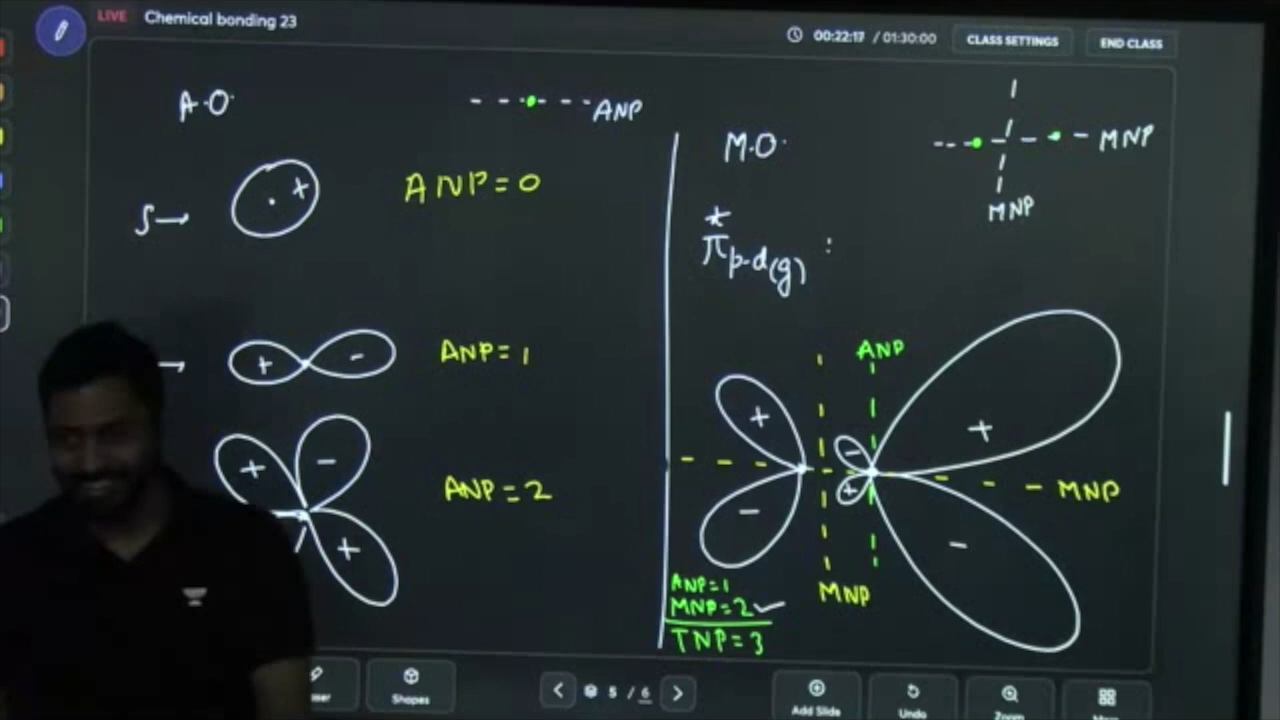 LIVE Chemical bonding 23
00:22:17 / 01:30:00 CLASS SETTINGS END CLASS
A.O.
ANP
S→ + ANP=0
→ + - ANP=1
+ - + ANP=2
M.O.
MNP
MNP
*
π p-d(g) :
ANP
+ - + + -
- MNP
MNP
ANP=1
MNP=2 ✓
TNP=3
Shapes
< 5 / 6 >
Add Slide Undo Zoom